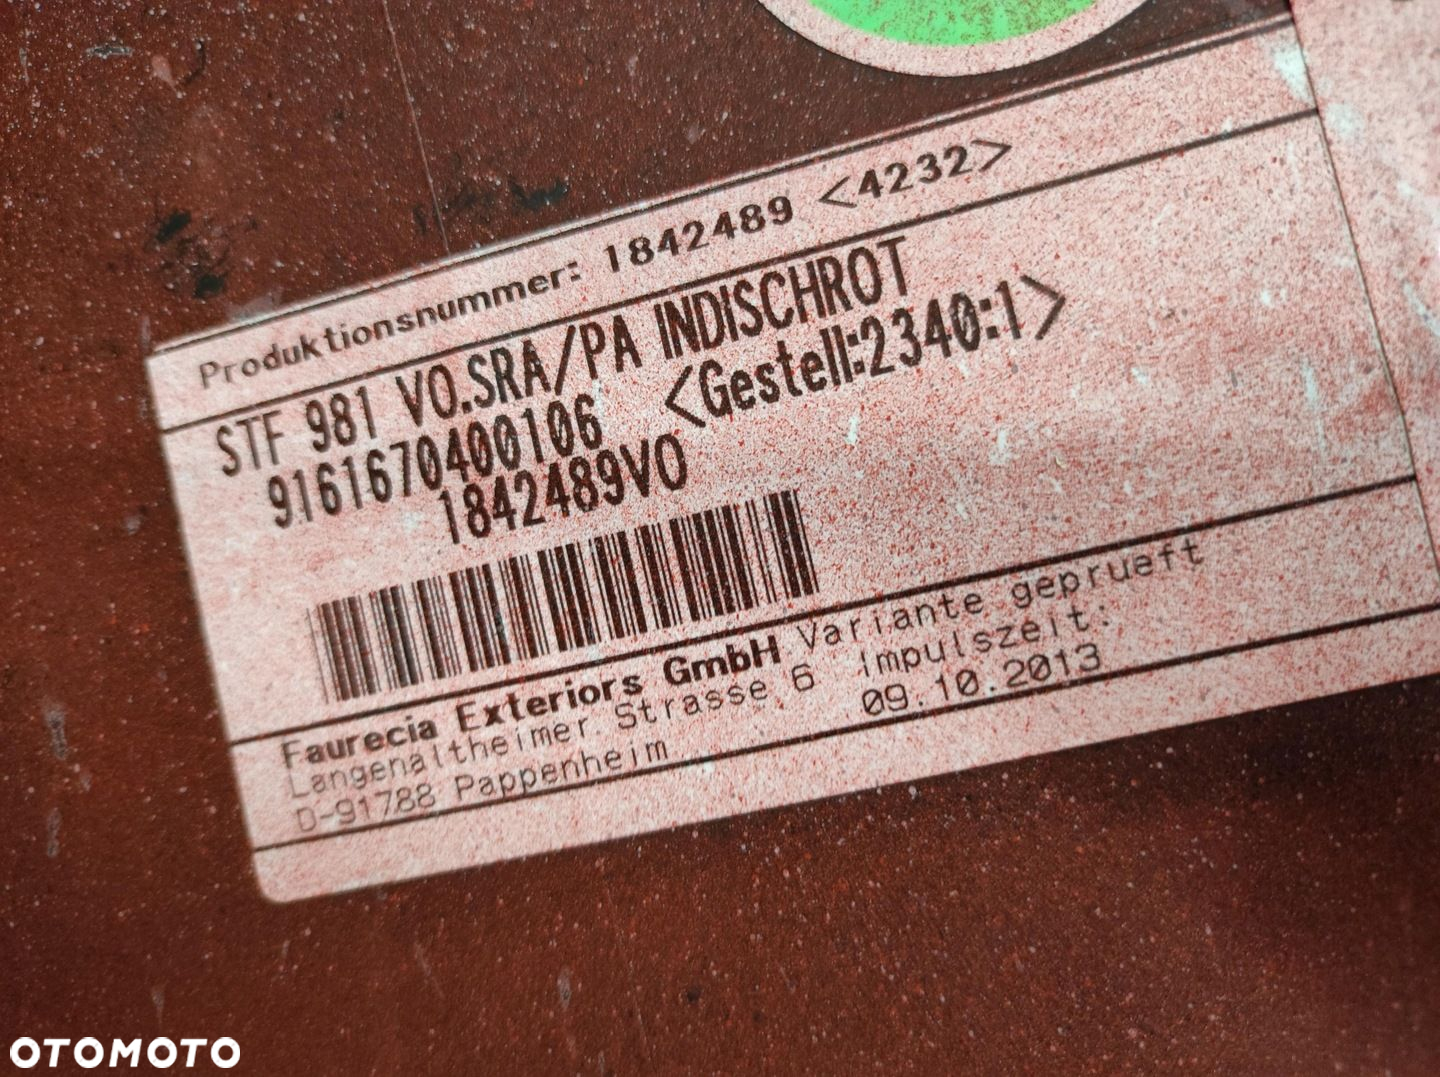 Produktionsnummer: 1842489 <4232>
STF 981 VO.SRA/PA INDISCHROT
9161670400106 <Gestell:2340:1>
1842489VO
Faurecia Exteriors GmbH Variante geprueft
Langenaltheimer Strasse 6 Impulszeit:
D-91788 Pappenheim 09.10.2013
OTOMOTO